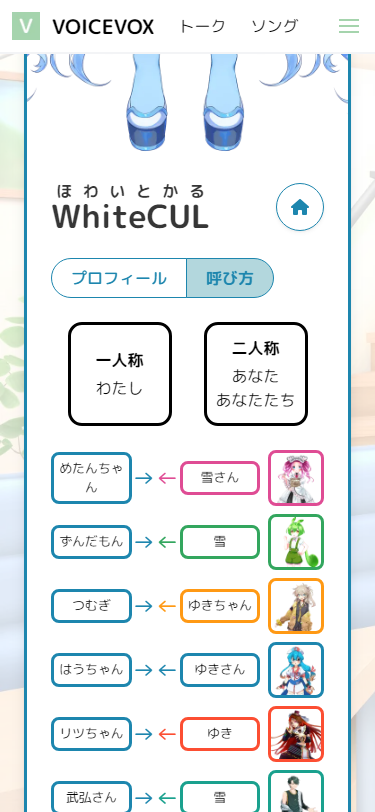 V VOICEVOX トーク ソング
ほわいとかる
WhiteCUL
プロフィール 呼び方
一人称
わたし
二人称
あなた
あなたたち
めたんちゃ
ん
雪さん
ずんだもん 雪
つむぎ ゆきちゃん
はうちゃん ゆきさん
リツちゃん ゆき
武弘さん 雪